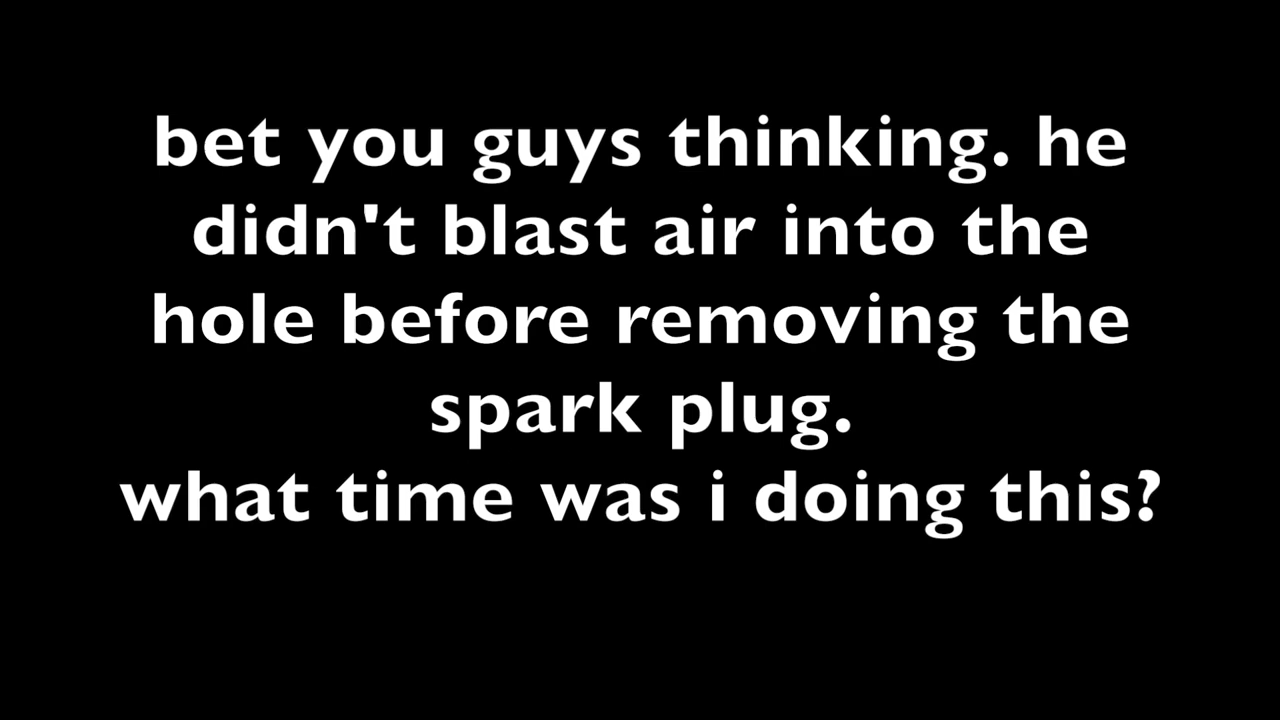 bet you guys thinking. he
didn't blast air into the
hole before removing the
spark plug.
what time was i doing this?